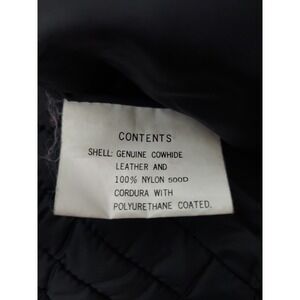 CONTENTS
SHELL: GENUINE COWHIDE
LEATHER AND
100% NYLON 500D
CORDURA WITH
POLYURETHANE COATED.